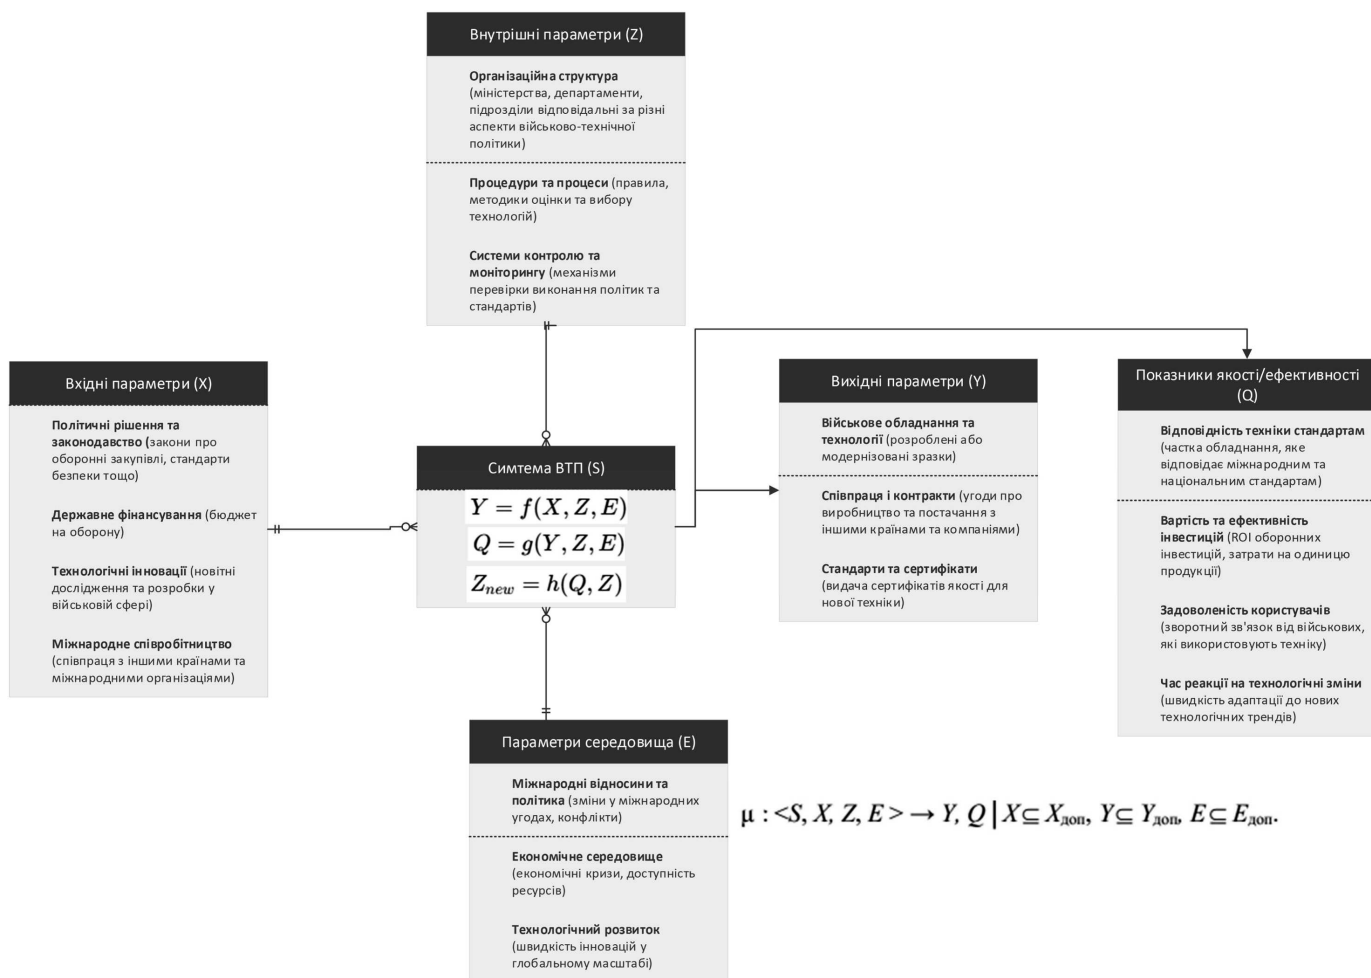 Внутрішні параметри (Z)
Організаційна структура
(міністерства, департаменти,
підрозділи відповідальні за різні
аспекти військово-технічної
політики)
Процедури та процеси (правила,
методики оцінки та вибору
технологій)
Системи контролю та
моніторингу (механізми
перевірки виконання політик та
стандартів)
Вхідні параметри (X)
Політичні рішення та
законодавство (закони про
оборонні закупівлі, стандарти
безпеки тощо)
Державне фінансування (бюджет
на оборону)
Технологічні інновації (новітні
дослідження та розробки у
військовій сфері)
Міжнародне співробітництво
(співпраця з іншими країнами та
міжнародними організаціями)
Симтема ВТП (S)
Y = f(X, Z, E)
Q = g(Y, Z, E)
Z_new = h(Q, Z)
Вихідні параметри (Y)
Військове обладнання та
технології (розроблені або
модернізовані зразки)
Співпраця і контракти (угоди про
виробництво та постачання з
іншими країнами та компаніями)
Стандарти та сертифікати
(видача сертифікатів якості для
нової техніки)
Показники якості/ефективності
(Q)
Відповідність техніки стандартам
(частка обладнання, яке
відповідає міжнародним та
національним стандартам)
Вартість та ефективність
інвестицій (ROI оборонних
інвестицій, затрати на одиницю
продукції)
Задоволеність користувачів
(зворотний зв'язок від військових,
які використовують техніку)
Час реакції на технологічні зміни
(швидкість адаптації до нових
технологічних трендів)
Параметри середовища (E)
Міжнародні відносини та
політика (зміни у міжнародних
угодах, конфлікти)
Економічне середовище
(економічні кризи, доступність
ресурсів)
Технологічний розвиток
(швидкість інновацій у
глобальному масштабі)
μ : <S, X, Z, E > → Y, Q | X ⊆ X_доп, Y ⊆ Y_доп, E ⊆ E_доп.